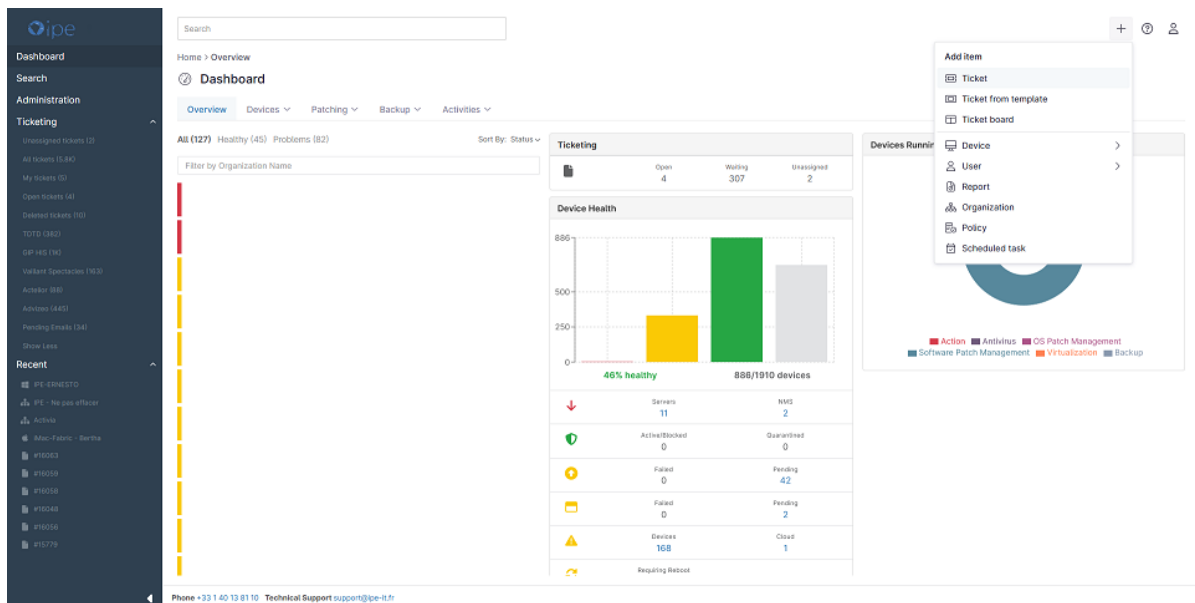 ipe
Dashboard
Search
Administration
Ticketing
Unassigned tickets (2)
All tickets (5,8K)
My tickets (5)
Open tickets (4)
Deleted tickets (10)
TOTD (382)
GIP HIS (1K)
Vaillant Spectacles (163)
Actelior (88)
Advizeo (445)
Pending Emails (34)
Show Less
Recent
IPE-ERNESTO
IPE - Ne pas effacer
Activia
iMac-Fabric - Bertha
#16063
#16059
#16058
#16048
#16056
#15779
Search
Home > Overview
Dashboard
Overview Devices Patching Backup Activities
All (127) Healthy (45) Problems (82) Sort By: Status
Filter by Organization Name
Ticketing
Open Waiting Unassigned
4 307 2
Device Health
886
500
250
0
46% healthy 886/1910 devices
Servers NMS
11 2
Active/Blocked Quarantined
0 0
Failed Pending
0 42
Failed Pending
0 2
Devices Cloud
168 1
Requiring Reboot
Devices Runnin
Action Antivirus OS Patch Management
Software Patch Management Virtualization Backup
Add item
Ticket
Ticket from template
Ticket board
Device
User
Report
Organization
Policy
Scheduled task
Phone +33 1 40 13 81 10 Technical Support support@ipe-it.fr